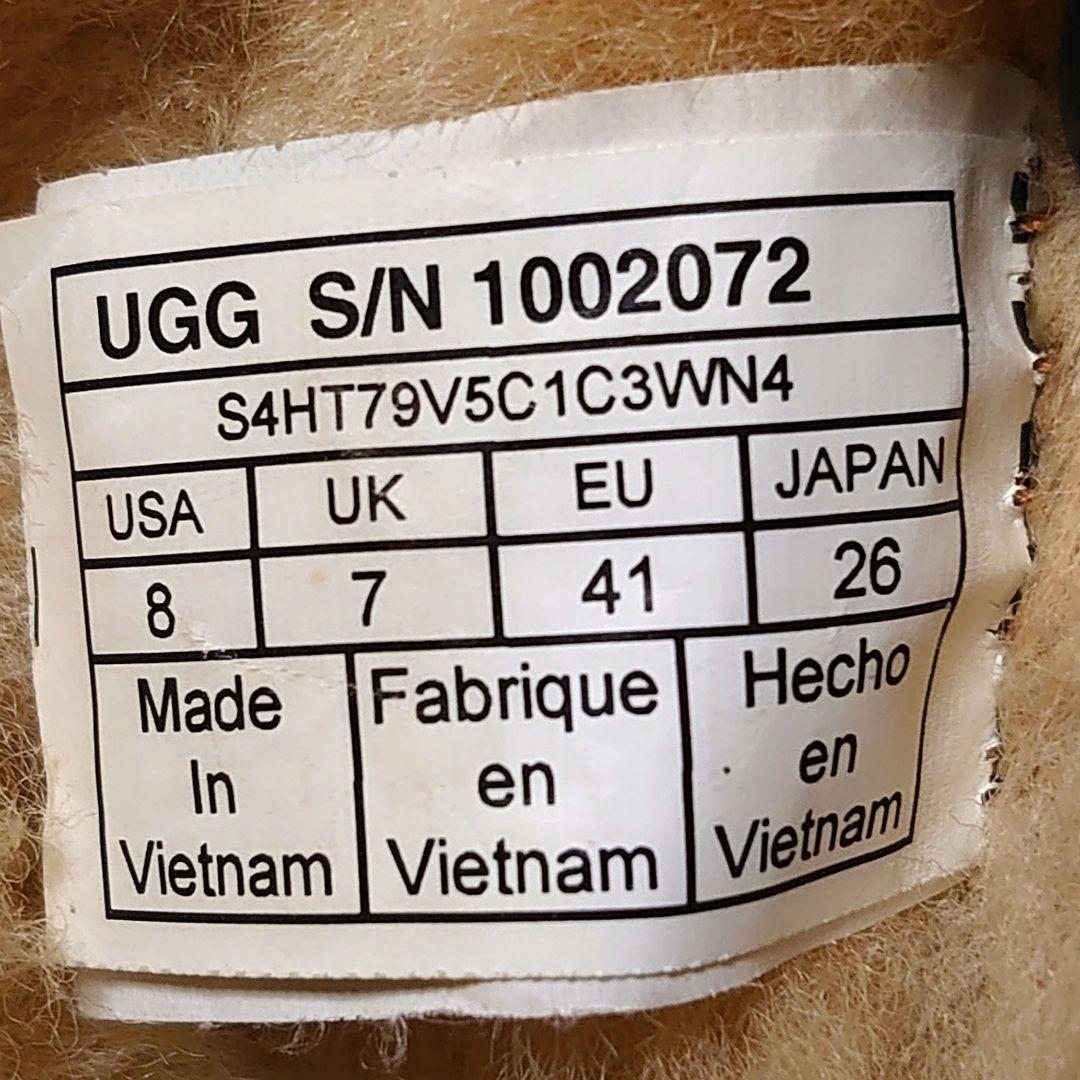 UGG S/N 1002072
S4HT79V5C1C3WN4
USA UK EU JAPAN
8 7 41 26
Made
In
Vietnam
Fabrique
en
Vietnam
Hecho
en
Vietnam